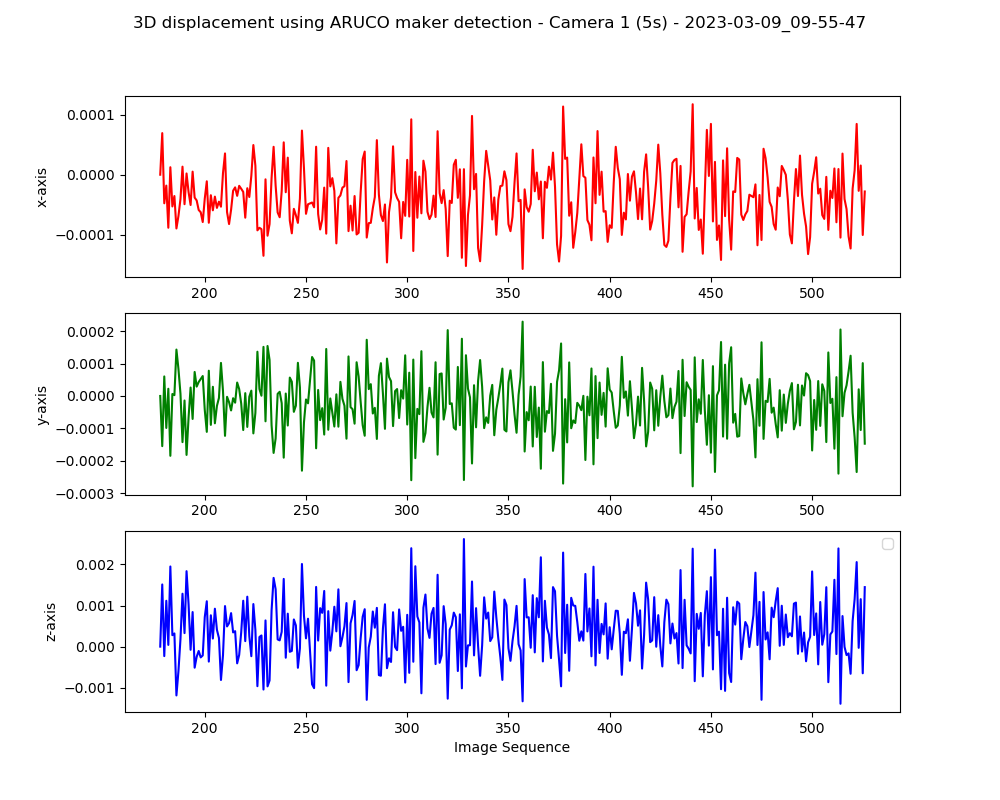 3D displacement using ARUCO maker detection - Camera 1 (5s) - 2023-03-09_09-55-47
x-axis
0.0001
0.0000
−0.0001
200 250 300 350 400 450 500
y-axis
0.0002
0.0001
0.0000
−0.0001
−0.0002
−0.0003
200 250 300 350 400 450 500
z-axis
0.002
0.001
0.000
−0.001
200 250 300 350 400 450 500
Image Sequence